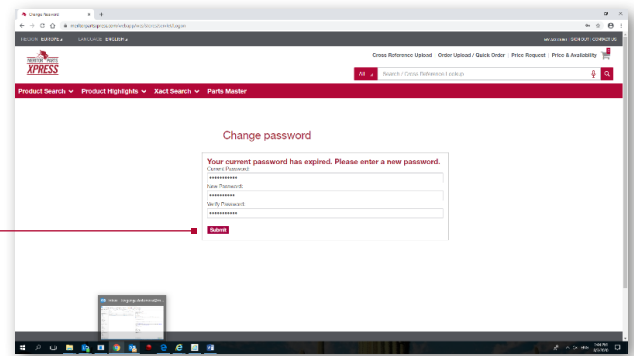 Change Password
REGION: EUROPE
LANGUAGE: ENGLISH
SIGN OUT | CONTACT US
XPRESS
Cross Reference Upload | Order Upload / Quick Order | Price Request | Price & Availability
All
Search / Cross Reference Lookup
Product Search
Product Highlights
Xact Search
Parts Master
Change password
Your current password has expired. Please enter a new password.
Current Password:
New Password:
Verify Password:
Submit